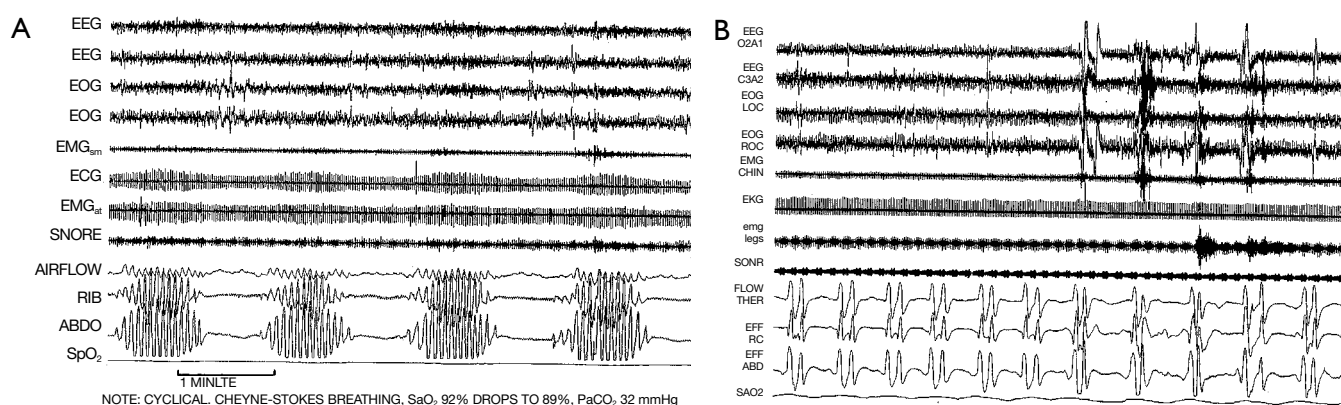 A
EEG
EEG
EOG
EOG
EMGsm
ECG
EMGat
SNORE
AIRFLOW
RIB
ABDO
SpO2
1 MINLTE
NOTE: CYCLICAL. CHEYNE-STOKES BREATHING, SaO2 92% DROPS TO 89%, PaCO2 32 mmHg
B
EEG
O2A1
EEG
C3A2
EOG
LOC
EOG
ROC
EMG
CHIN
EKG
emg
legs
SONR
FLOW
THER
EFF
RC
EFF
ABD
SAO2